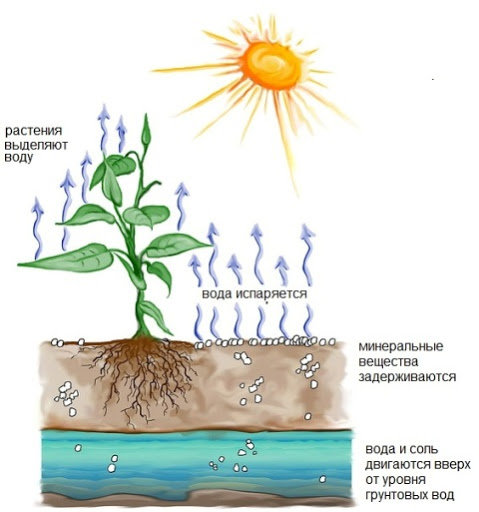 растения
выделяют
воду
вода испаряется
минеральные
вещества
задерживаются
вода и соль
двигаются вверх
от уровня
грунтовых вод